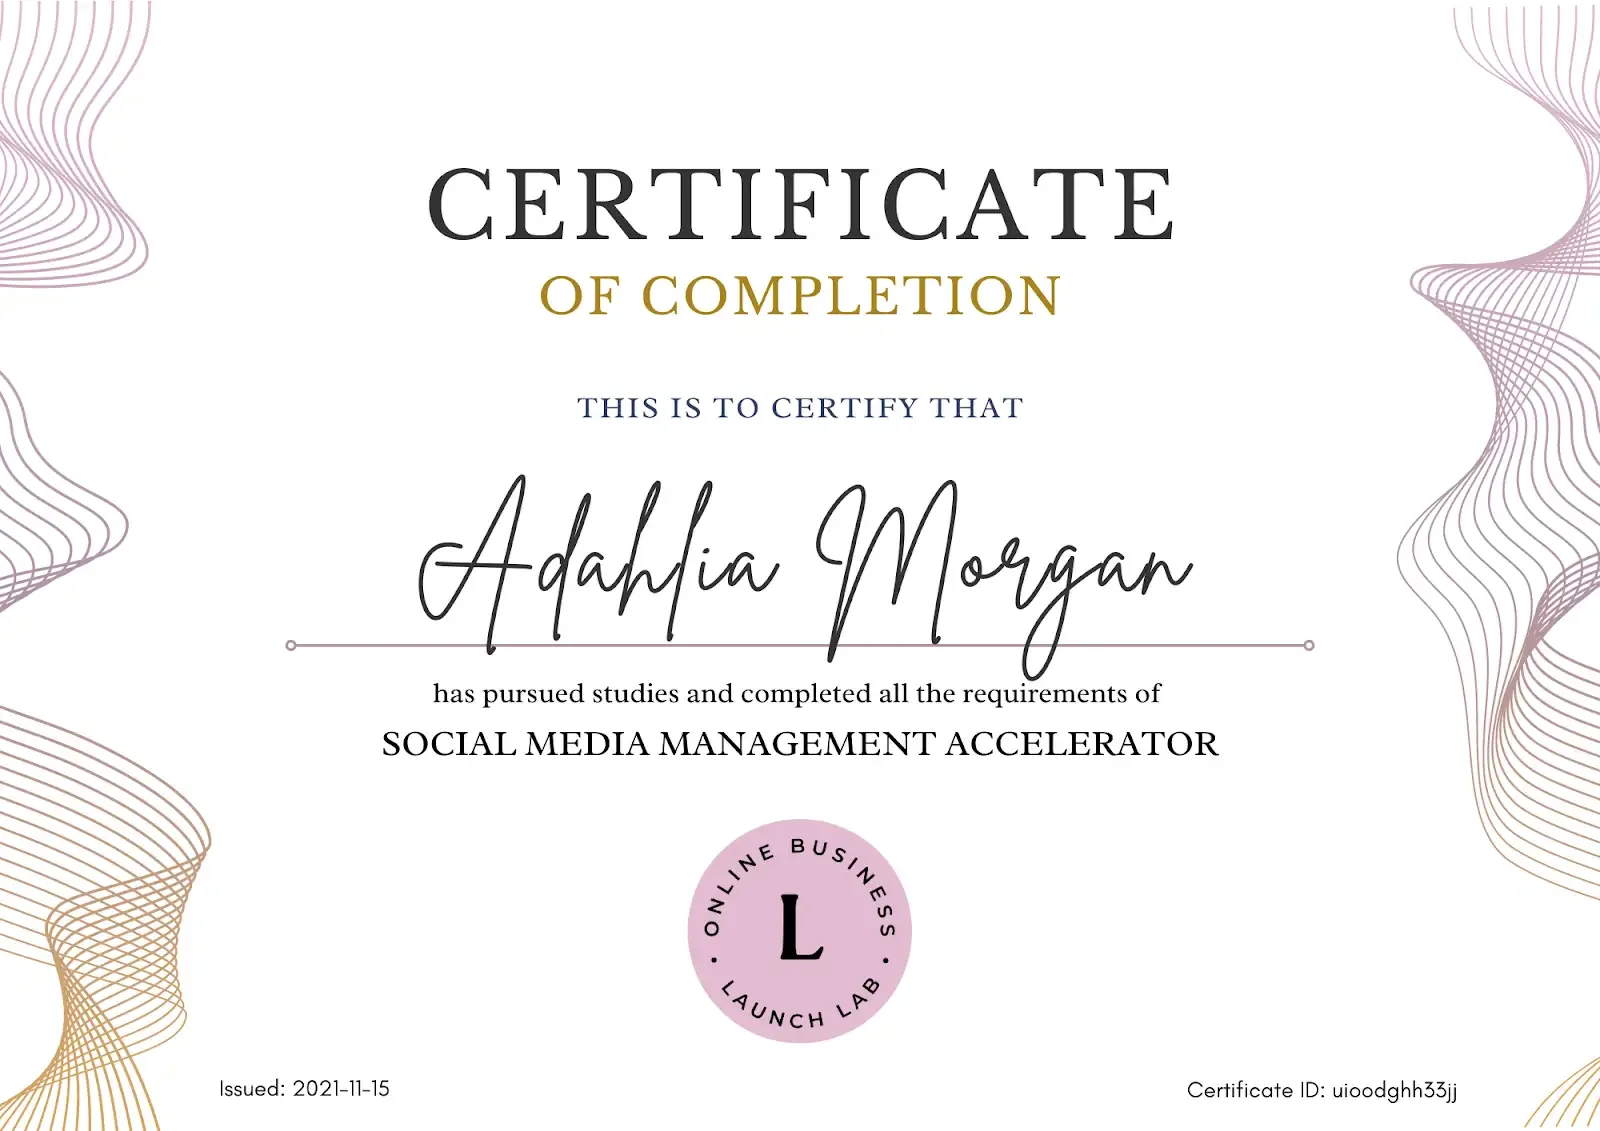 CERTIFICATE
OF COMPLETION
THIS IS TO CERTIFY THAT
Adahlia Morgan
has pursued studies and completed all the requirements of
SOCIAL MEDIA MANAGEMENT ACCELERATOR
ONLINE BUSINESS
L
LAUNCH LAB
Issued: 2021-11-15
Certificate ID: uioodghh33jj